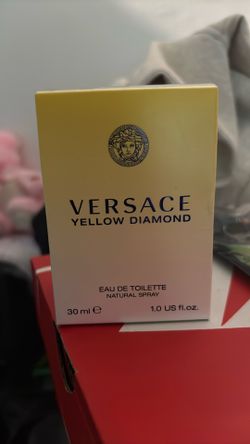 VERSACE
YELLOW DIAMOND
EAU DE TOILETTE
NATURAL SPRAY
30 ml ℮ 1.0 US fl.oz.